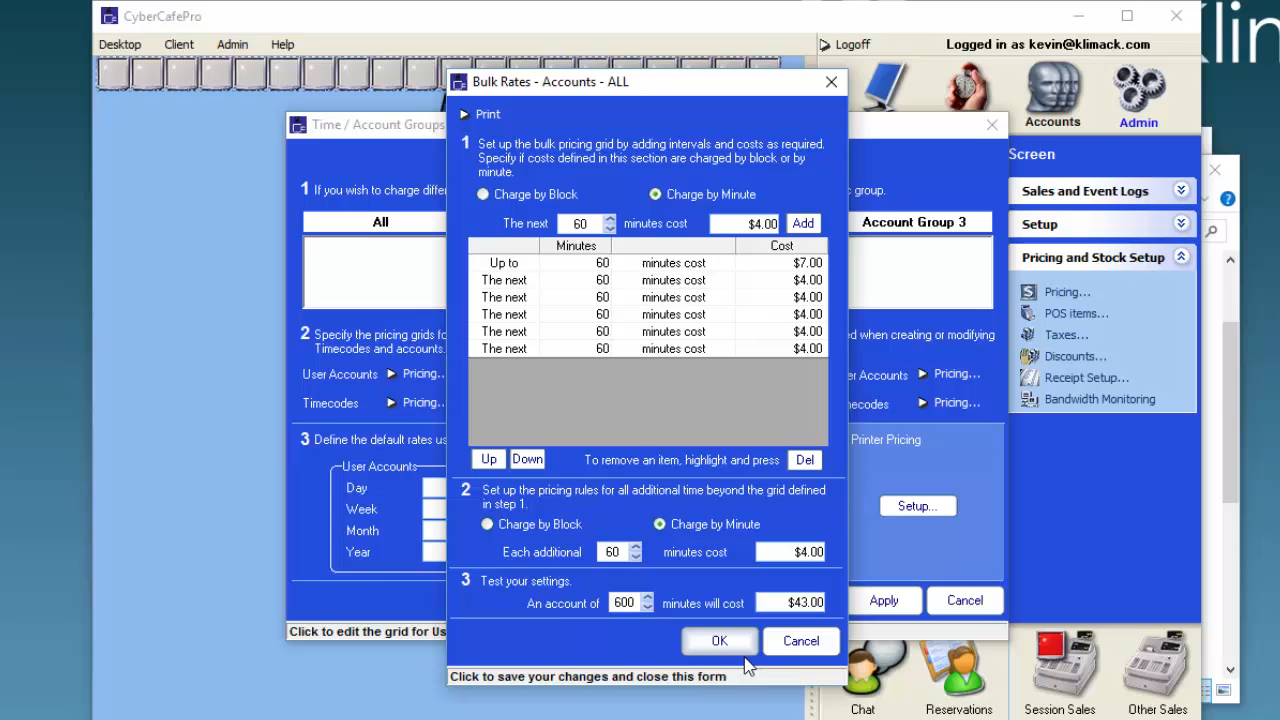 CyberCafePro
Desktop Client Admin Help
Logoff Logged in as kevin@klimack.com
Accounts Admin
Screen
Sales and Event Logs
Setup
Pricing and Stock Setup
Pricing...
POS items...
Taxes...
Discounts...
Receipt Setup...
Bandwidth Monitoring
Chat Reservations Session Sales Other Sales
Time / Account Groups
1 If you wish to charge differ
group.
All Account Group 3
2 Specify the pricing grids for
Timecodes and accounts.
ed when creating or modifying
User Accounts Pricing...
Timecodes Pricing...
er Accounts Pricing...
ecodes Pricing...
3 Define the default rates us
User Accounts
Day
Week
Month
Year
Printer Pricing
Setup...
Apply Cancel
Click to edit the grid for Us
Bulk Rates - Accounts - ALL
Print
1 Set up the bulk pricing grid by adding intervals and costs as required.
Specify if costs defined in this section are charged by block or by
minute.
Charge by Block Charge by Minute
The next 60 minutes cost $4.00 Add
Minutes Cost
Up to 60 minutes cost $7.00
The next 60 minutes cost $4.00
The next 60 minutes cost $4.00
The next 60 minutes cost $4.00
The next 60 minutes cost $4.00
The next 60 minutes cost $4.00
Up Down To remove an item, highlight and press Del
2 Set up the pricing rules for all additional time beyond the grid defined
in step 1.
Charge by Block Charge by Minute
Each additional 60 minutes cost $4.00
3 Test your settings.
An account of 600 minutes will cost $43.00
OK Cancel
Click to save your changes and close this form
Klin